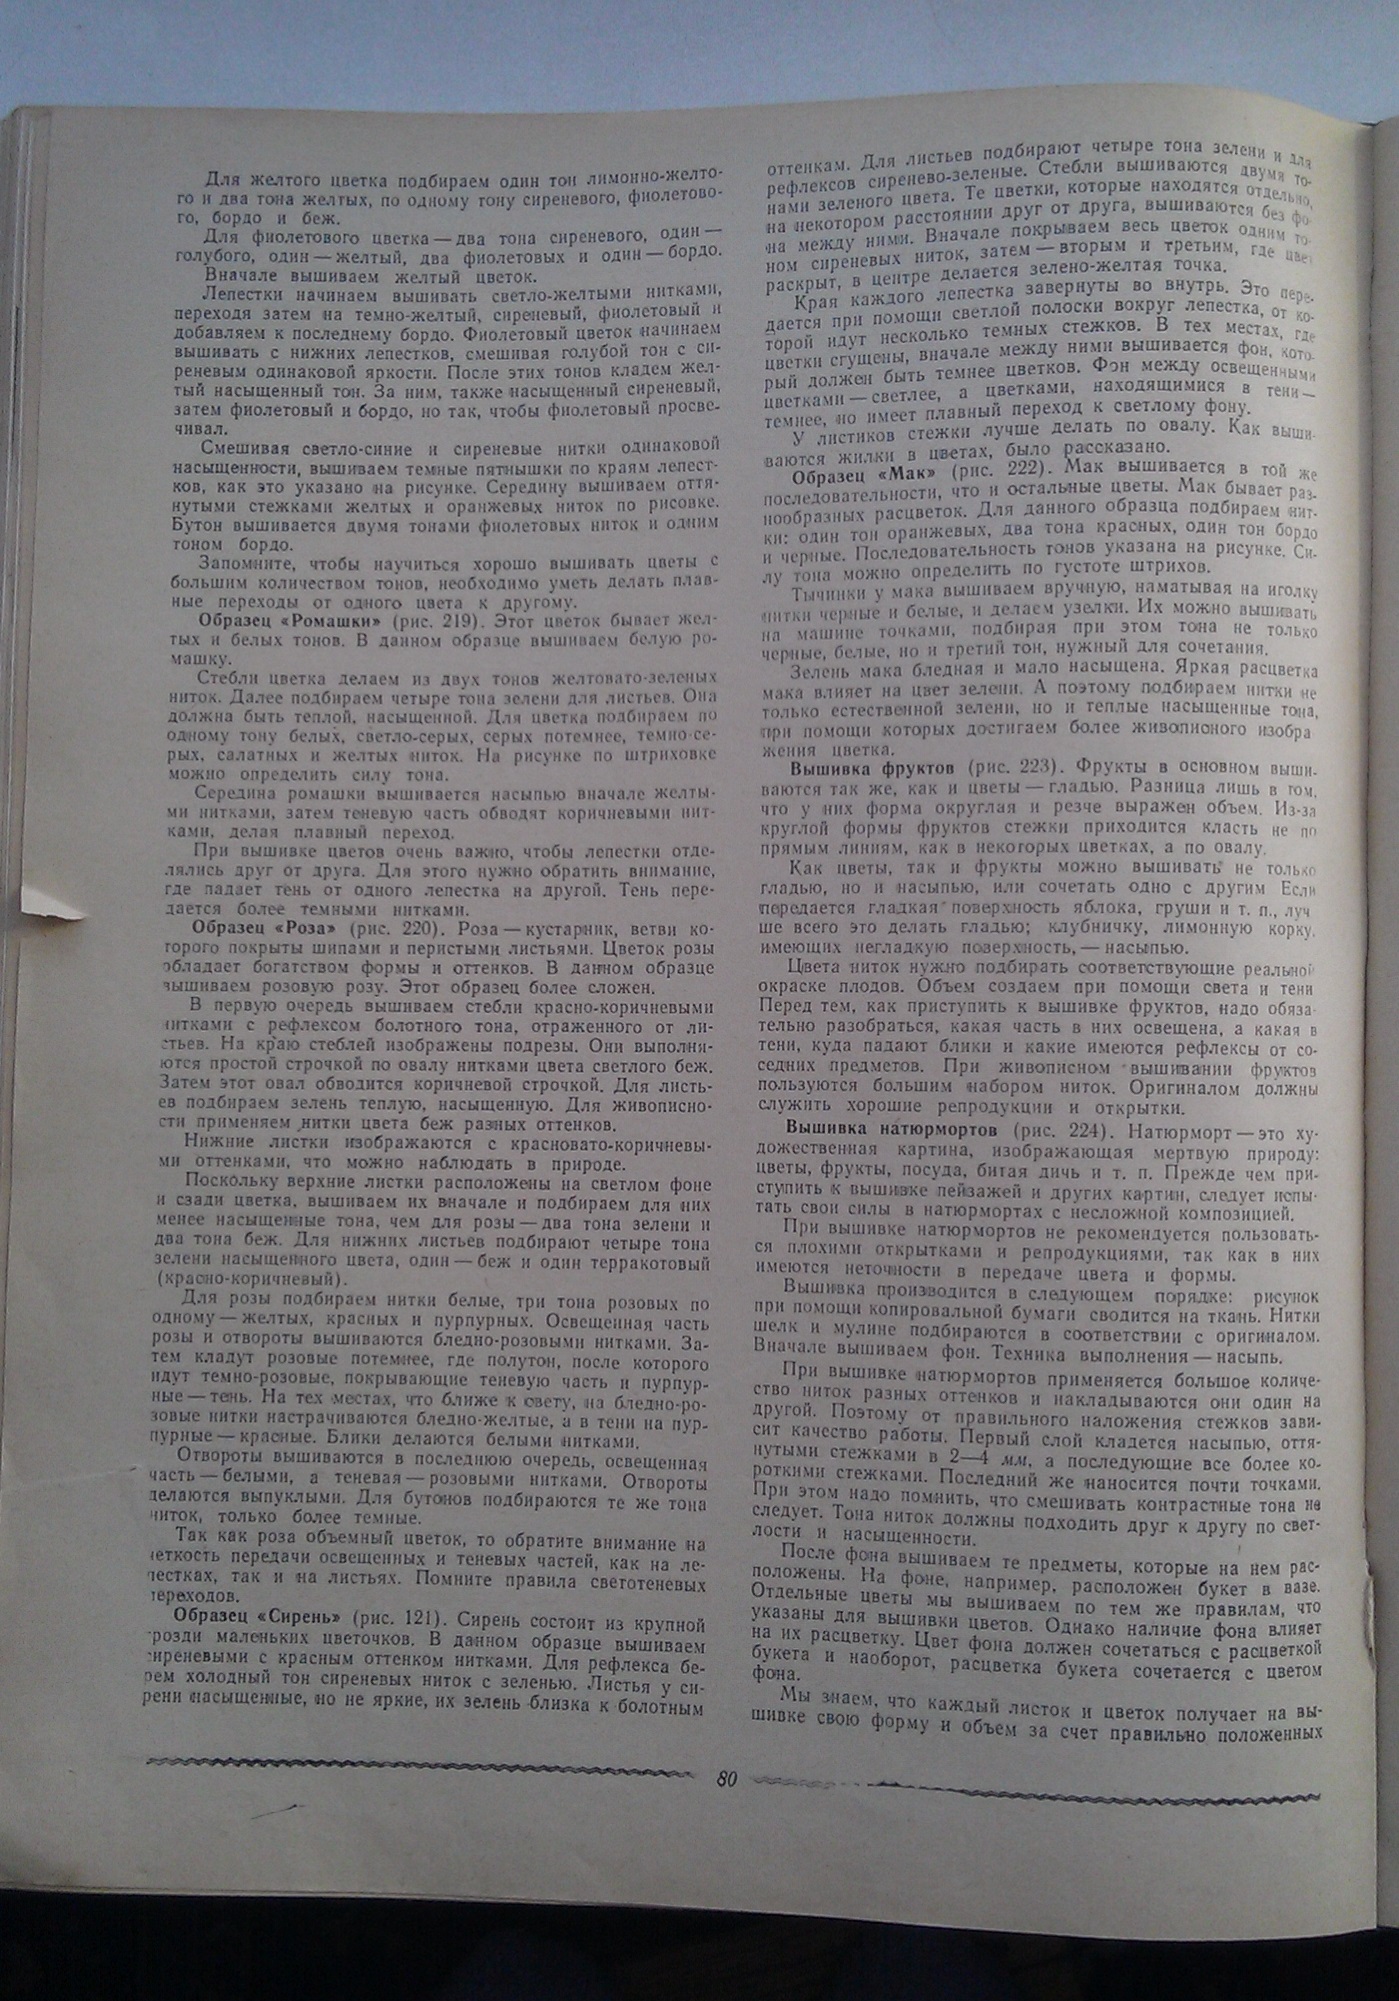 Для желтого цветка подбираем один тон лимонно-желто-
го и два тона желтых, по одному тону сиреневого, фиолетово-
го, бордо и беж.
Для фиолетового цветка — два тона сиреневого, один —
голубого, один — желтый, два фиолетовых и один — бордо.
Вначале вышиваем желтый цветок.
Лепестки начинаем вышивать светло-желтыми нитками,
переходя затем на темно-желтый, сиреневый, фиолетовый и
добавляем к последнему бордо. Фиолетовый цветок начинаем
вышивать с нижних лепестков, смешивая голубой тон с си-
реневым одинаковой яркости. После этих тонов кладем жел-
тый насыщенный тон. За ним, также насыщенный сиреневый,
затем фиолетовый и бордо, но так, чтобы фиолетовый просве-
чивал.
Смешивая светло-синие и сиреневые нитки одинаковой
насыщенности, вышиваем темные пятнышки по краям лепест-
ков, как это указано на рисунке. Середину вышиваем оття-
нутыми стежками желтых и оранжевых ниток по рисовке.
Бутон вышивается двумя тонами фиолетовых ниток и одним
тоном бордо.
Запомните, чтобы научиться хорошо вышивать цветы с
большим количеством тонов, необходимо уметь делать плав-
ные переходы от одного цвета к другому.
Образец «Ромашки» (рис. 219). Этот цветок бывает жел-
тых и белых тонов. В данном образце вышиваем белую ро-
машку.
Стебли цветка делаем из двух тонов желтовато-зеленых
ниток. Далее подбираем четыре тона зелени для листьев. Она
должна быть теплой, насыщенной. Для цветка подбираем по
одному тону белых, светло-серых, серых потемнее, темно-се-
рых, салатных и желтых ниток. На рисунке по штриховке
можно определить силу тона.
Середина ромашки вышивается насыпью вначале желты-
ми нитками, затем теневую часть обводят коричневыми нит-
ками, делая плавный переход.
При вышивке цветов очень важно, чтобы лепестки отде-
лялись друг от друга. Для этого нужно обратить внимание,
где падает тень от одного лепестка на другой. Тень пере-
дается более темными нитками.
Образец «Роза» (рис. 220). Роза — кустарник, ветви ко-
торого покрыты шипами и перистыми листьями. Цветок розы
обладает богатством формы и оттенков. В данном образце
вышиваем розовую розу. Этот образец более сложен.
В первую очередь вышиваем стебли красно-коричневыми
нитками с рефлексом болотного тона, отраженного от ли-
стьев. На краю стеблей изображены подрезы. Они выполня-
ются простой строчкой по овалу нитками цвета светлого беж.
Затем этот овал обводится коричневой строчкой. Для листь-
ев подбираем зелень теплую, насыщенную. Для живописно-
сти применяем нитки цвета беж разных оттенков.
Нижние листки изображаются с красновато-коричневы-
ми оттенками, что можно наблюдать в природе.
Поскольку верхние листки расположены на светлом фоне
и сзади цветка, вышиваем их вначале и подбираем для них
менее насыщенные тона, чем для розы — два тона зелени и
два тона беж. Для нижних листьев подбирают четыре тона
зелени насыщенного цвета, один — беж и один терракотовый
(красно-коричневый).
Для розы подбираем нитки белые, три тона розовых по
одному — желтых, красных и пурпурных. Освещенная часть
розы и отвороты вышиваются бледно-розовыми нитками. За-
тем кладут розовые потемнее, где полутон, после которого
идут темно-розовые, покрывающие теневую часть и пурпур-
ные — тень. На тех местах, что ближе к свету, на бледно-ро-
зовые нитки настрачиваются бледно-желтые, а в тени на пур-
пурные — красные. Блики делаются белыми нитками.
Отвороты вышиваются в последнюю очередь, освещенная
часть — белыми, а теневая — розовыми нитками. Отвороты
делаются выпуклыми. Для бутонов подбираются те же тона
ниток, только более темные.
Так как роза объемный цветок, то обратите внимание на
четкость передачи освещенных и теневых частей, как на ле-
пестках, так и на листьях. Помните правила светотеневых
переходов.
Образец «Сирень» (рис. 121). Сирень состоит из крупной
грозди маленьких цветочков. В данном образце вышиваем
сиреневыми с красным оттенком нитками. Для рефлекса бе-
рем холодный тон сиреневых ниток с зеленью. Листья у си-
рени насыщенные, но не яркие, их зелень близка к болотным
оттенкам. Для листьев подбирают четыре тона зелени и для
рефлексов сиренево-зеленые. Стебли вышиваются двумя то-
нами зеленого цвета. Те цветки, которые находятся отдельно,
на некотором расстоянии друг от друга, вышиваются без фо-
на между ними. Вначале покрываем весь цветок одним то-
ном сиреневых ниток, затем — вторым и третьим, где цвет
раскрыт, в центре делается зелено-желтая точка.
Края каждого лепестка завернуты во внутрь. Это пере-
дается при помощи светлой полоски вокруг лепестка, от ко-
торой идут несколько темных стежков. В тех местах, где
цветки сгущены, вначале между ними вышивается фон, кото-
рый должен быть темнее цветков. Фон между освещенными
цветками — светлее, а цветками, находящимися в тени —
темнее, но имеет плавный переход к светлому фону.
У листиков стежки лучше делать по овалу. Как выши-
ваются жилки в цветах, было рассказано.
Образец «Мак» (рис. 222). Мак вышивается в той же
последовательности, что и остальные цветы. Мак бывает раз-
нообразных расцветок. Для данного образца подбираем нит-
ки: один тон оранжевых, два тона красных, один тон бордо
и черные. Последовательность тонов указана на рисунке. Си-
лу тона можно определить по густоте штрихов.
Тычинки у мака вышиваем вручную, наматывая на иголку
нитки черные и белые, и делаем узелки. Их можно вышивать
на машине точками, подбирая при этом тона не только
черные, белые, но и третий тон, нужный для сочетания.
Зелень мака бледная и мало насыщена. Яркая расцветка
мака влияет на цвет зелени. А поэтому подбираем нитки не
только естественной зелени, но и теплые насыщенные тона,
при помощи которых достигаем более живописного изобра
жения цветка.
Вышивка фруктов (рис. 223). Фрукты в основном выши-
ваются так же, как и цветы — гладью. Разница лишь в том,
что у них форма округлая и резче выражен объем. Из-за
круглой формы фруктов стежки приходится класть не по
прямым линиям, как в некоторых цветках, а по овалу.
Как цветы, так и фрукты можно вышивать не только
гладью, но и насыпью, или сочетать одно с другим Если
передается гладкая поверхность яблока, груши и т. п., луч
ше всего это делать гладью; клубничку, лимонную корку,
имеющих негладкую поверхность, — насыпью.
Цвета ниток нужно подбирать соответствующие реальной
окраске плодов. Объем создаем при помощи света и тени
Перед тем, как приступить к вышивке фруктов, надо обяза-
тельно разобраться, какая часть в них освещена, а какая в
тени, куда падают блики и какие имеются рефлексы от со-
седних предметов. При живописном вышивании фруктов
пользуются большим набором ниток. Оригиналом должны
служить хорошие репродукции и открытки.
Вышивка натюрмортов (рис. 224). Натюрморт — это ху-
дожественная картина, изображающая мертвую природу:
цветы, фрукты, посуда, битая дичь и т. п. Прежде чем при-
ступить к вышивке пейзажей и других картин, следует испы-
тать свои силы в натюрмортах с несложной композицией.
При вышивке натюрмортов не рекомендуется пользовать-
ся плохими открытками и репродукциями, так как в них
имеются неточности в передаче цвета и формы.
Вышивка производится в следующем порядке: рисунок
при помощи копировальной бумаги сводится на ткань. Нитки
шелк и мулине подбираются в соответствии с оригиналом.
Вначале вышиваем фон. Техника выполнения — насыпь.
При вышивке натюрмортов применяется большое количе-
ство ниток разных оттенков и накладываются они один на
другой. Поэтому от правильного наложения стежков зави-
сит качество работы. Первый слой кладется насыпью, оття-
нутыми стежками в 2—4 мм, а последующие все более ко-
роткими стежками. Последний же наносится почти точками.
При этом надо помнить, что смешивать контрастные тона не
следует. Тона ниток должны подходить друг к другу по свет-
лости и насыщенности.
После фона вышиваем те предметы, которые на нем рас-
положены. На фоне, например, расположен букет в вазе.
Отдельные цветы мы вышиваем по тем же правилам, что
указаны для вышивки цветов. Однако наличие фона влияет
на их расцветку. Цвет фона должен сочетаться с расцветкой
букета и наоборот, расцветка букета сочетается с цветом
фона.
Мы знаем, что каждый листок и цветок получает на вы-
шивке свою форму и объем за счет правильно положенных
80